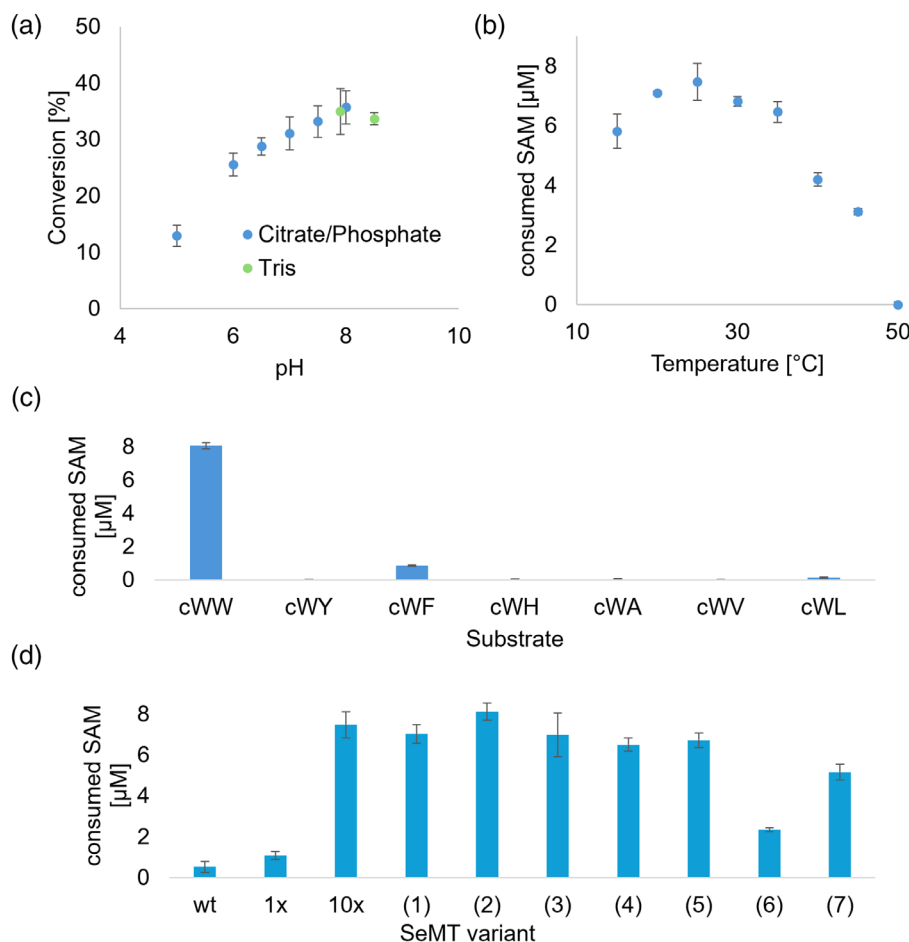 (a)
50
40
30
20
10
0
Conversion [%]
Citrate/Phosphate
Tris
4
6
8
10
pH
(b)
8
6
4
2
0
consumed SAM [µM]
10
30
50
Temperature [°C]
(c)
8
6
4
2
0
consumed SAM
[µM]
cWW cWY cWF cWH cWA cWV cWL
Substrate
(d)
8
6
4
2
0
consumed SAM
[µM]
wt 1x 10x (1) (2) (3) (4) (5) (6) (7)
SeMT variant